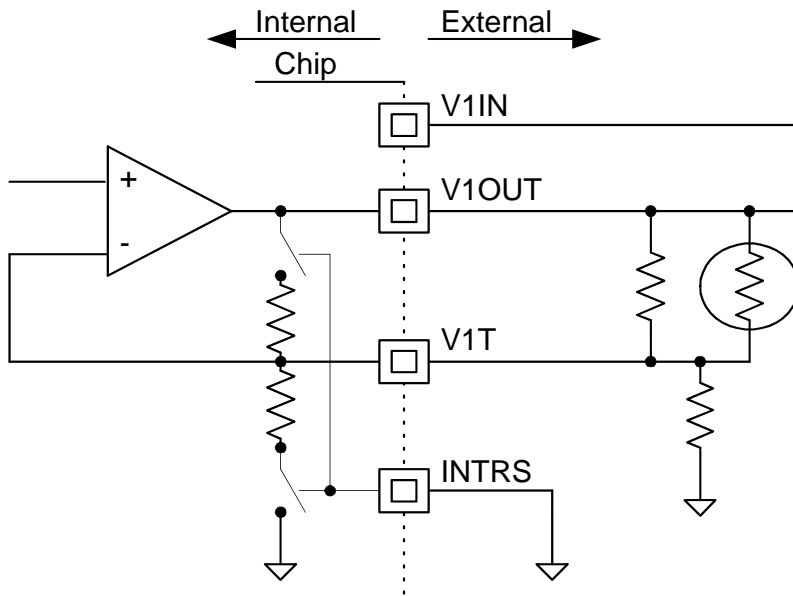 Internal
External
Chip
V1IN
+
V1OUT
-
V1T
INTRS